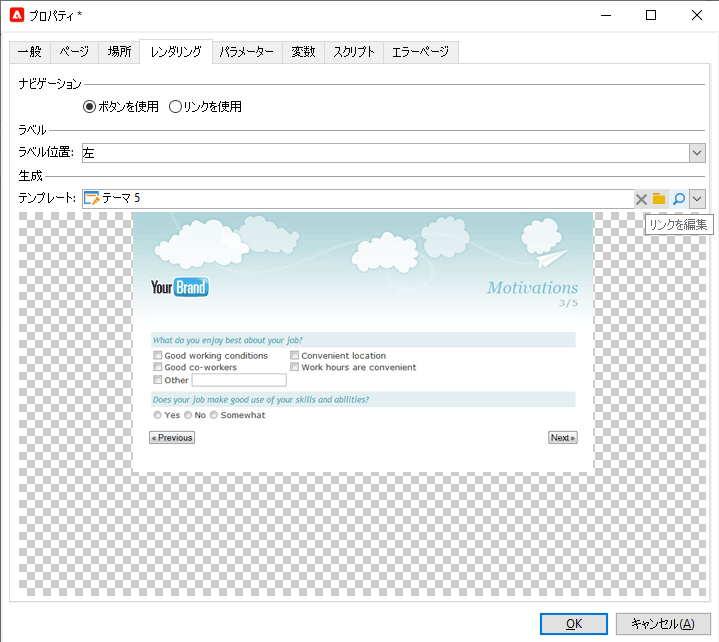 プロパティ *
一般 ページ 場所 レンダリング パラメーター 変数 スクリプト エラーページ
ナビゲーション
ボタンを使用 リンクを使用
ラベル
ラベル位置: 左
生成
テンプレート: テーマ 5
リンクを編集
Your Brand
Motivations
3/5
What do you enjoy best about your job?
Good working conditions Convenient location
Good co-workers Work hours are convenient
Other
Does your job make good use of your skills and abilities?
Yes No Somewhat
« Previous Next »
OK キャンセル(A)